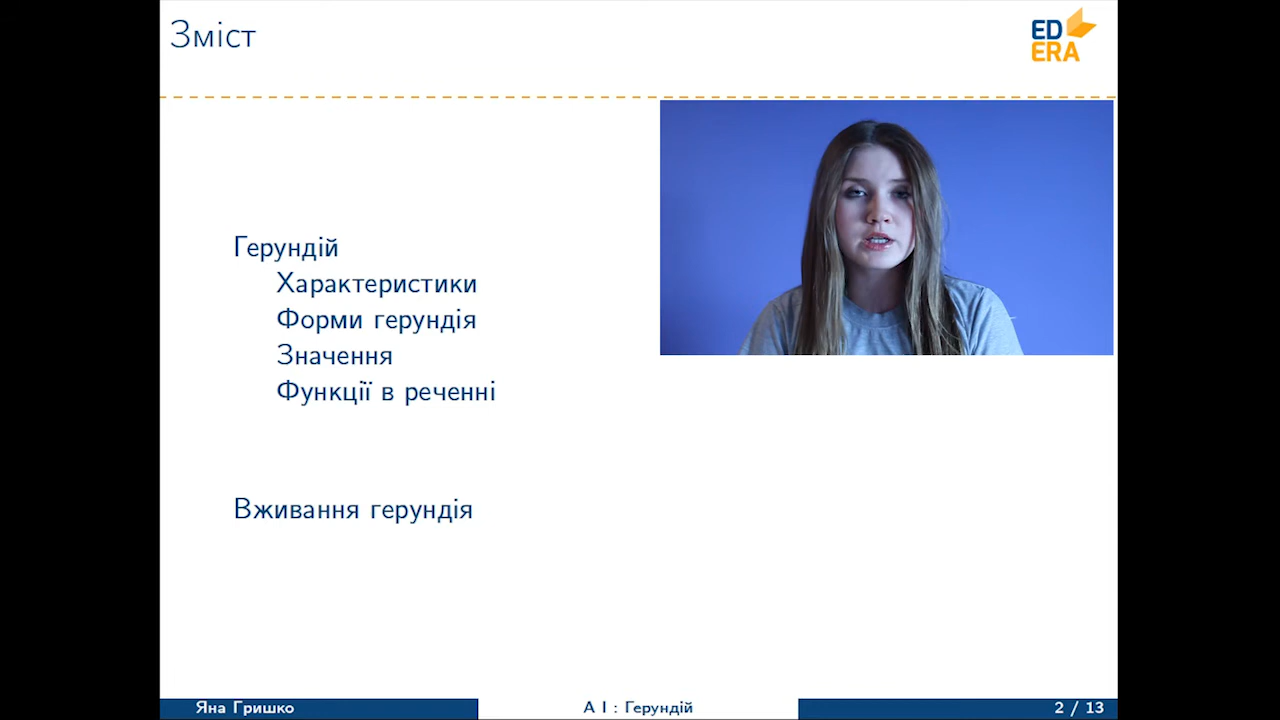 Зміст
ED
ERA
Герундій
Характеристики
Форми герундія
Значення
Функції в реченні
Вживання герундія
Яна Гришко
А І : Герундій
2 / 13